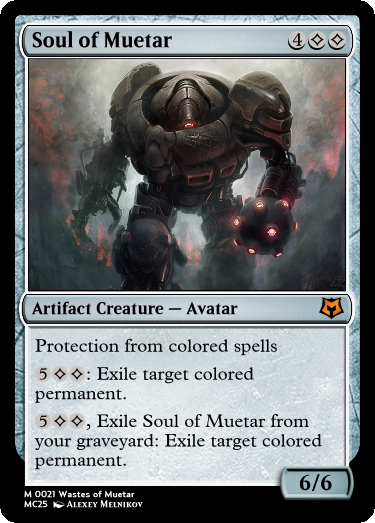 Soul of Muetar 4
Artifact Creature — Avatar
Protection from colored spells
5: Exile target colored
permanent.
5, Exile Soul of Muetar from
your graveyard: Exile target colored
permanent.
6/6
M 0021 Wastes of Muetar
MC25 Alexey Melnikov